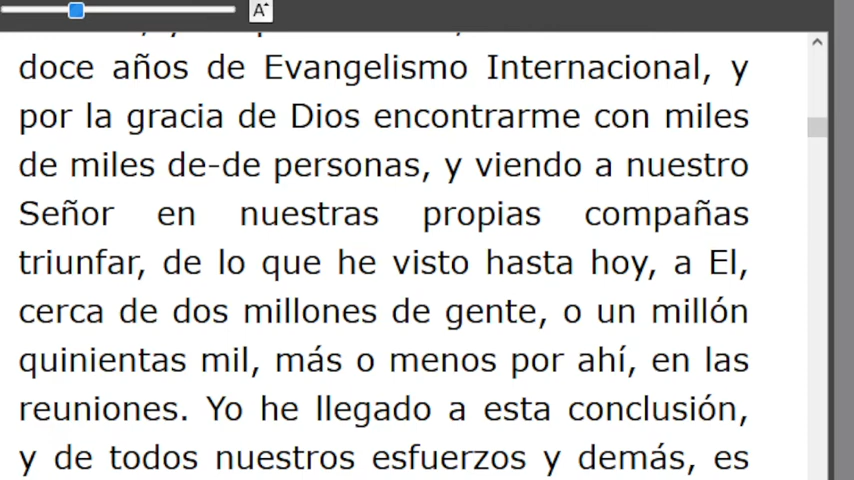 A
doce años de Evangelismo Internacional, y
por la gracia de Dios encontrarme con miles
de miles de-de personas, y viendo a nuestro
Señor en nuestras propias compañas
triunfar, de lo que he visto hasta hoy, a El,
cerca de dos millones de gente, o un millón
quinientas mil, más o menos por ahí, en las
reuniones. Yo he llegado a esta conclusión,
y de todos nuestros esfuerzos y demás, es